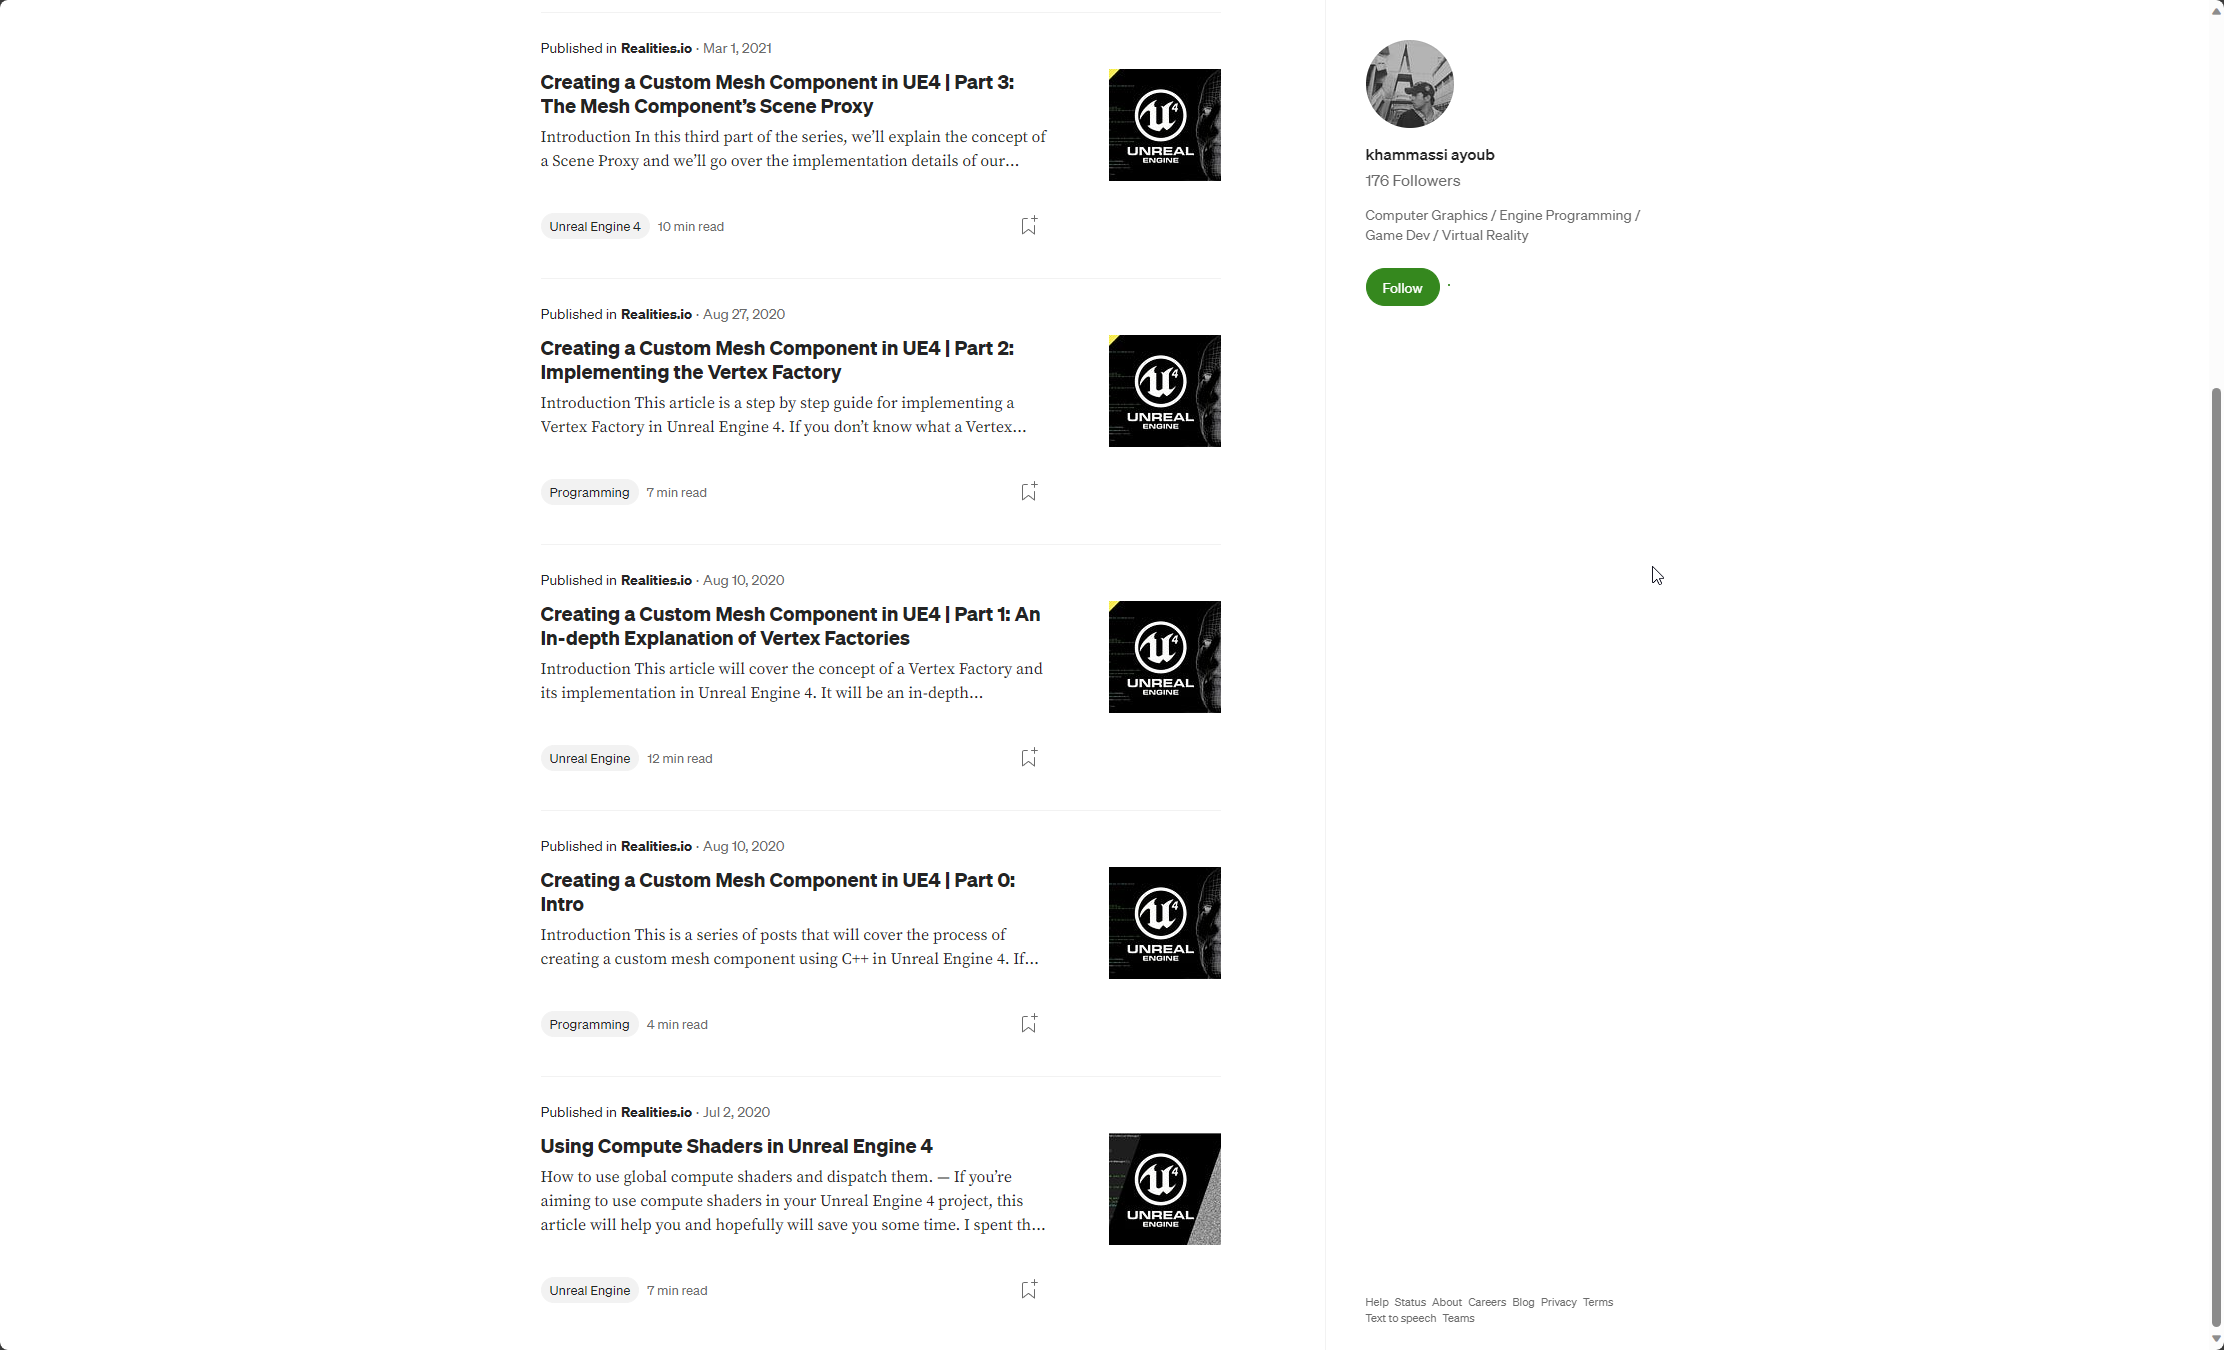 Published in Realities.io · Mar 1, 2021
Creating a Custom Mesh Component in UE4 | Part 3:
The Mesh Component’s Scene Proxy
Introduction In this third part of the series, we’ll explain the concept of
a Scene Proxy and we’ll go over the implementation details of our…
UNREAL
ENGINE
Unreal Engine 4 10 min read
Published in Realities.io · Aug 27, 2020
Creating a Custom Mesh Component in UE4 | Part 2:
Implementing the Vertex Factory
Introduction This article is a step by step guide for implementing a
Vertex Factory in Unreal Engine 4. If you don’t know what a Vertex…
UNREAL
ENGINE
Programming 7 min read
Published in Realities.io · Aug 10, 2020
Creating a Custom Mesh Component in UE4 | Part 1: An
In-depth Explanation of Vertex Factories
Introduction This article will cover the concept of a Vertex Factory and
its implementation in Unreal Engine 4. It will be an in-depth…
UNREAL
ENGINE
Unreal Engine 12 min read
Published in Realities.io · Aug 10, 2020
Creating a Custom Mesh Component in UE4 | Part 0:
Intro
Introduction This is a series of posts that will cover the process of
creating a custom mesh component using C++ in Unreal Engine 4. If…
UNREAL
ENGINE
Programming 4 min read
Published in Realities.io · Jul 2, 2020
Using Compute Shaders in Unreal Engine 4
How to use global compute shaders and dispatch them. — If you’re
aiming to use compute shaders in your Unreal Engine 4 project, this
article will help you and hopefully will save you some time. I spent th…
UNREAL
ENGINE
Unreal Engine 7 min read
khammassi ayoub
176 Followers
Computer Graphics / Engine Programming /
Game Dev / Virtual Reality
Follow
Help Status About Careers Blog Privacy Terms
Text to speech Teams